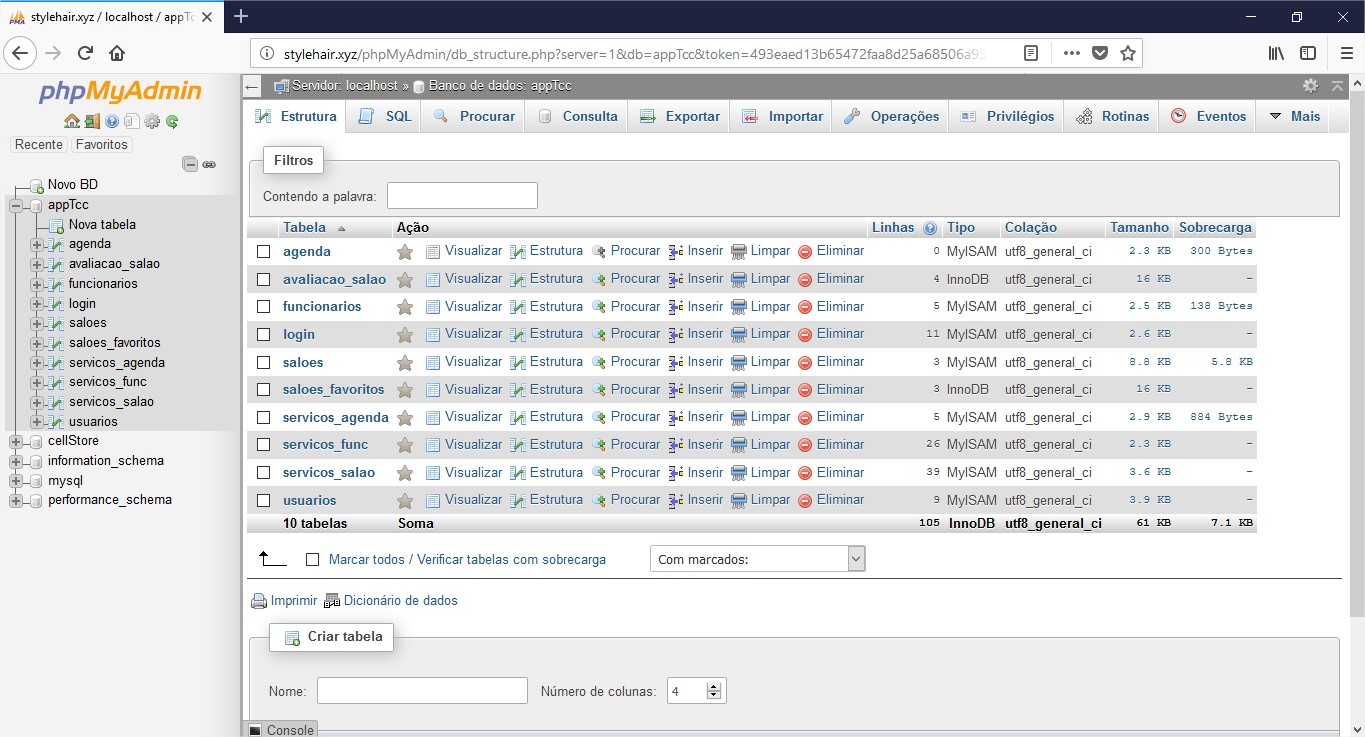 stylehair.xyz / localhost / appTc
stylehair.xyz/phpMyAdmin/db_structure.php?server=1&db=appTcc&token=493eaed13b65472faa8d25a68506a95
phpMyAdmin
Recente Favoritos
Novo BD
appTcc
Nova tabela
agenda
avaliacao_salao
funcionarios
login
saloes
saloes_favoritos
servicos_agenda
servicos_func
servicos_salao
usuarios
cellStore
information_schema
mysql
performance_schema
Servidor: localhost » Banco de dados: appTcc
Estrutura SQL Procurar Consulta Exportar Importar Operações Privilégios Rotinas Eventos Mais
Filtros
Contendo a palavra:
Tabela Ação Linhas Tipo Colação Tamanho Sobrecarga
agenda Visualizar Estrutura Procurar Inserir Limpar Eliminar 0 MyISAM utf8_general_ci 2.3 KB 300 Bytes
avaliacao_salao Visualizar Estrutura Procurar Inserir Limpar Eliminar 4 InnoDB utf8_general_ci 16 KB -
funcionarios Visualizar Estrutura Procurar Inserir Limpar Eliminar 5 MyISAM utf8_general_ci 2.5 KB 138 Bytes
login Visualizar Estrutura Procurar Inserir Limpar Eliminar 11 MyISAM utf8_general_ci 2.6 KB -
saloes Visualizar Estrutura Procurar Inserir Limpar Eliminar 3 MyISAM utf8_general_ci 8.8 KB 5.8 KB
saloes_favoritos Visualizar Estrutura Procurar Inserir Limpar Eliminar 3 InnoDB utf8_general_ci 16 KB -
servicos_agenda Visualizar Estrutura Procurar Inserir Limpar Eliminar 5 MyISAM utf8_general_ci 2.9 KB 884 Bytes
servicos_func Visualizar Estrutura Procurar Inserir Limpar Eliminar 26 MyISAM utf8_general_ci 2.3 KB -
servicos_salao Visualizar Estrutura Procurar Inserir Limpar Eliminar 39 MyISAM utf8_general_ci 3.6 KB -
usuarios Visualizar Estrutura Procurar Inserir Limpar Eliminar 9 MyISAM utf8_general_ci 3.9 KB -
10 tabelas Soma 105 InnoDB utf8_general_ci 61 KB 7.1 KB
Marcar todos / Verificar tabelas com sobrecarga Com marcados:
Imprimir Dicionário de dados
Criar tabela
Nome: Número de colunas: 4
Console